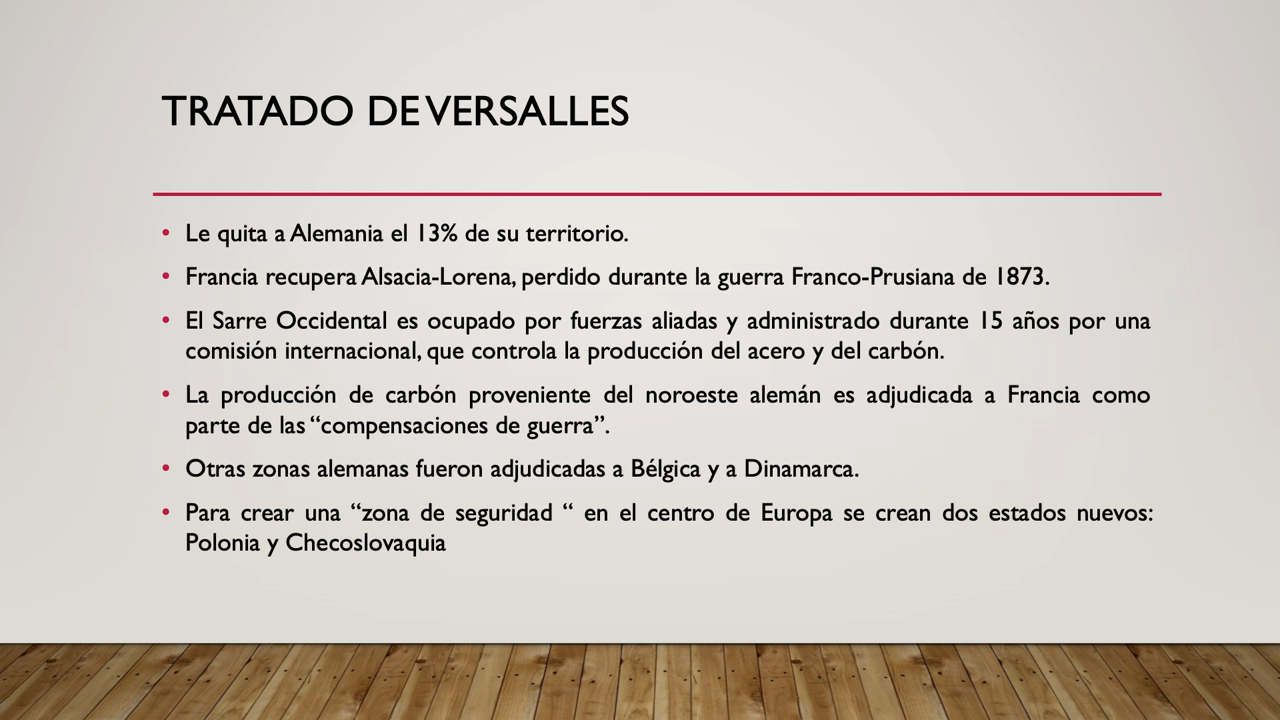 TRATADO DE VERSALLES
• Le quita a Alemania el 13% de su territorio.
• Francia recupera Alsacia-Lorena, perdido durante la guerra Franco-Prusiana de 1873.
• El Sarre Occidental es ocupado por fuerzas aliadas y administrado durante 15 años por una
comisión internacional, que controla la producción del acero y del carbón.
• La producción de carbón proveniente del noroeste alemán es adjudicada a Francia como
parte de las “compensaciones de guerra”.
• Otras zonas alemanas fueron adjudicadas a Bélgica y a Dinamarca.
• Para crear una “zona de seguridad “ en el centro de Europa se crean dos estados nuevos:
Polonia y Checoslovaquia